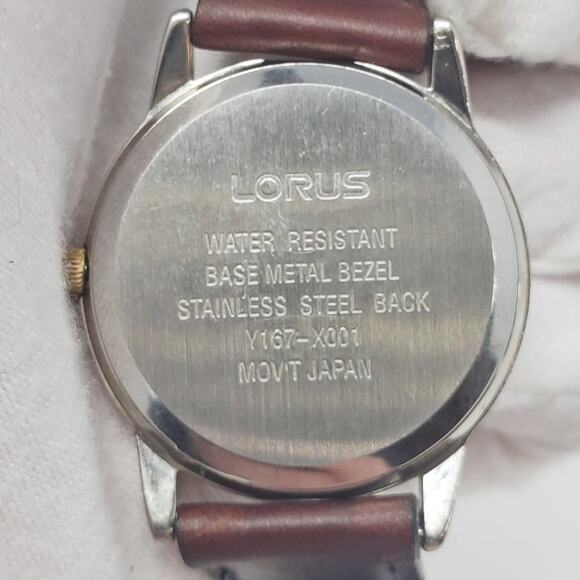 LORUS
WATER RESISTANT
BASE METAL BEZEL
STAINLESS STEEL BACK
Y167-X001
MOV'T JAPAN